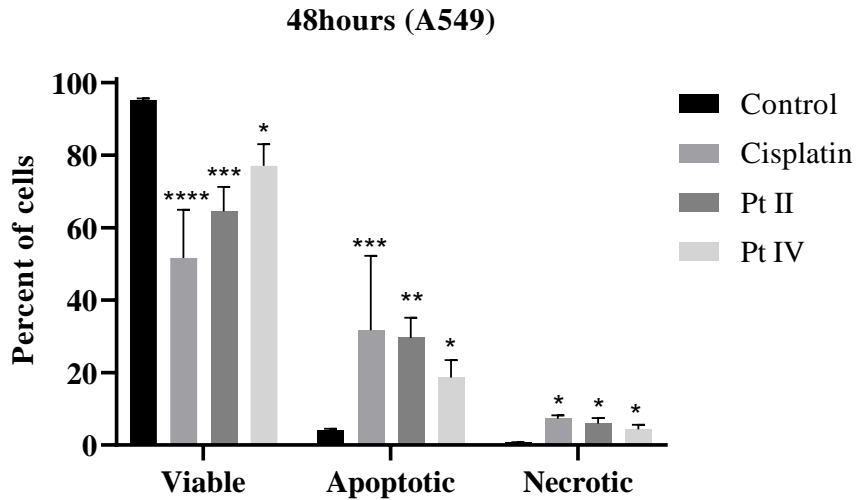 48hours (A549)
Percent of cells
100
80
60
40
20
0
****
***
*
***
**
*
*
*
*
Viable
Apoptotic
Necrotic
Control
Cisplatin
Pt II
Pt IV